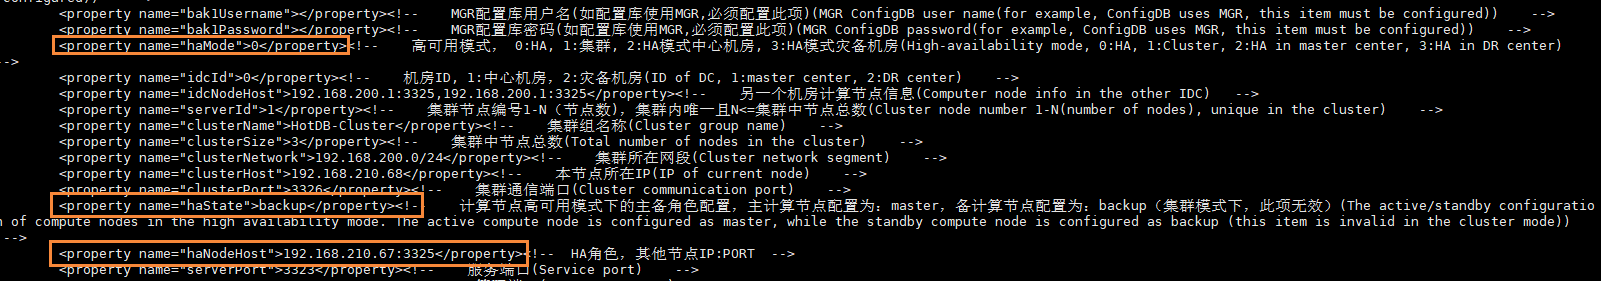 configured)) -->
<property name="bak1Username"></property><!-- MGR配置库用户名(如配置库使用MGR,必须配置此项)(MGR ConfigDB user name(for example, ConfigDB uses MGR, this item must be configured)) -->
<property name="bak1Password"></property><!-- MGR配置库密码(如配置库使用MGR,必须配置此项)(MGR ConfigDB password(for example, ConfigDB uses MGR, this item must be configured)) -->
<property name="haMode">0</property><!-- 高可用模式， 0:HA, 1:集群, 2:HA模式中心机房, 3:HA模式灾备机房(High-availability mode, 0:HA, 1:Cluster, 2:HA in master center, 3:HA in DR center)
-->
<property name="idcId">0</property><!-- 机房ID, 1:中心机房，2:灾备机房(ID of DC, 1:master center, 2:DR center) -->
<property name="idcNodeHost">192.168.200.1:3325,192.168.200.1:3325</property><!-- 另一个机房计算节点信息(Computer node info in the other IDC) -->
<property name="serverId">1</property><!-- 集群节点编号1-N（节点数)，集群内唯一且N<=集群中节点总数(Cluster node number 1-N(number of nodes), unique in the cluster) -->
<property name="clusterName">HotDB-Cluster</property><!-- 集群组名称(Cluster group name) -->
<property name="clusterSize">3</property><!-- 集群中节点总数(Total number of nodes in the cluster) -->
<property name="clusterNetwork">192.168.200.0/24</property><!-- 集群所在网段(Cluster network segment) -->
<property name="clusterHost">192.168.210.68</property><!-- 本节点所在IP(IP of current node) -->
<property name="clusterPort">3326</property><!-- 集群通信端口(Cluster communication port) -->
<property name="haState">backup</property><!-- 计算节点高可用模式下的主备角色配置，主计算节点配置为：master，备计算节点配置为：backup（集群模式下，此项无效）(The active/standby configuratio
n of compute nodes in the high availability mode. The active compute node is configured as master, while the standby compute node is configured as backup (this item is invalid in the cluster mode))
-->
<property name="haNodeHost">192.168.210.67:3325</property><!-- HA角色，其他节点IP:PORT -->
<property name="serverPort">3323</property><!-- 服务端口(Service port) -->